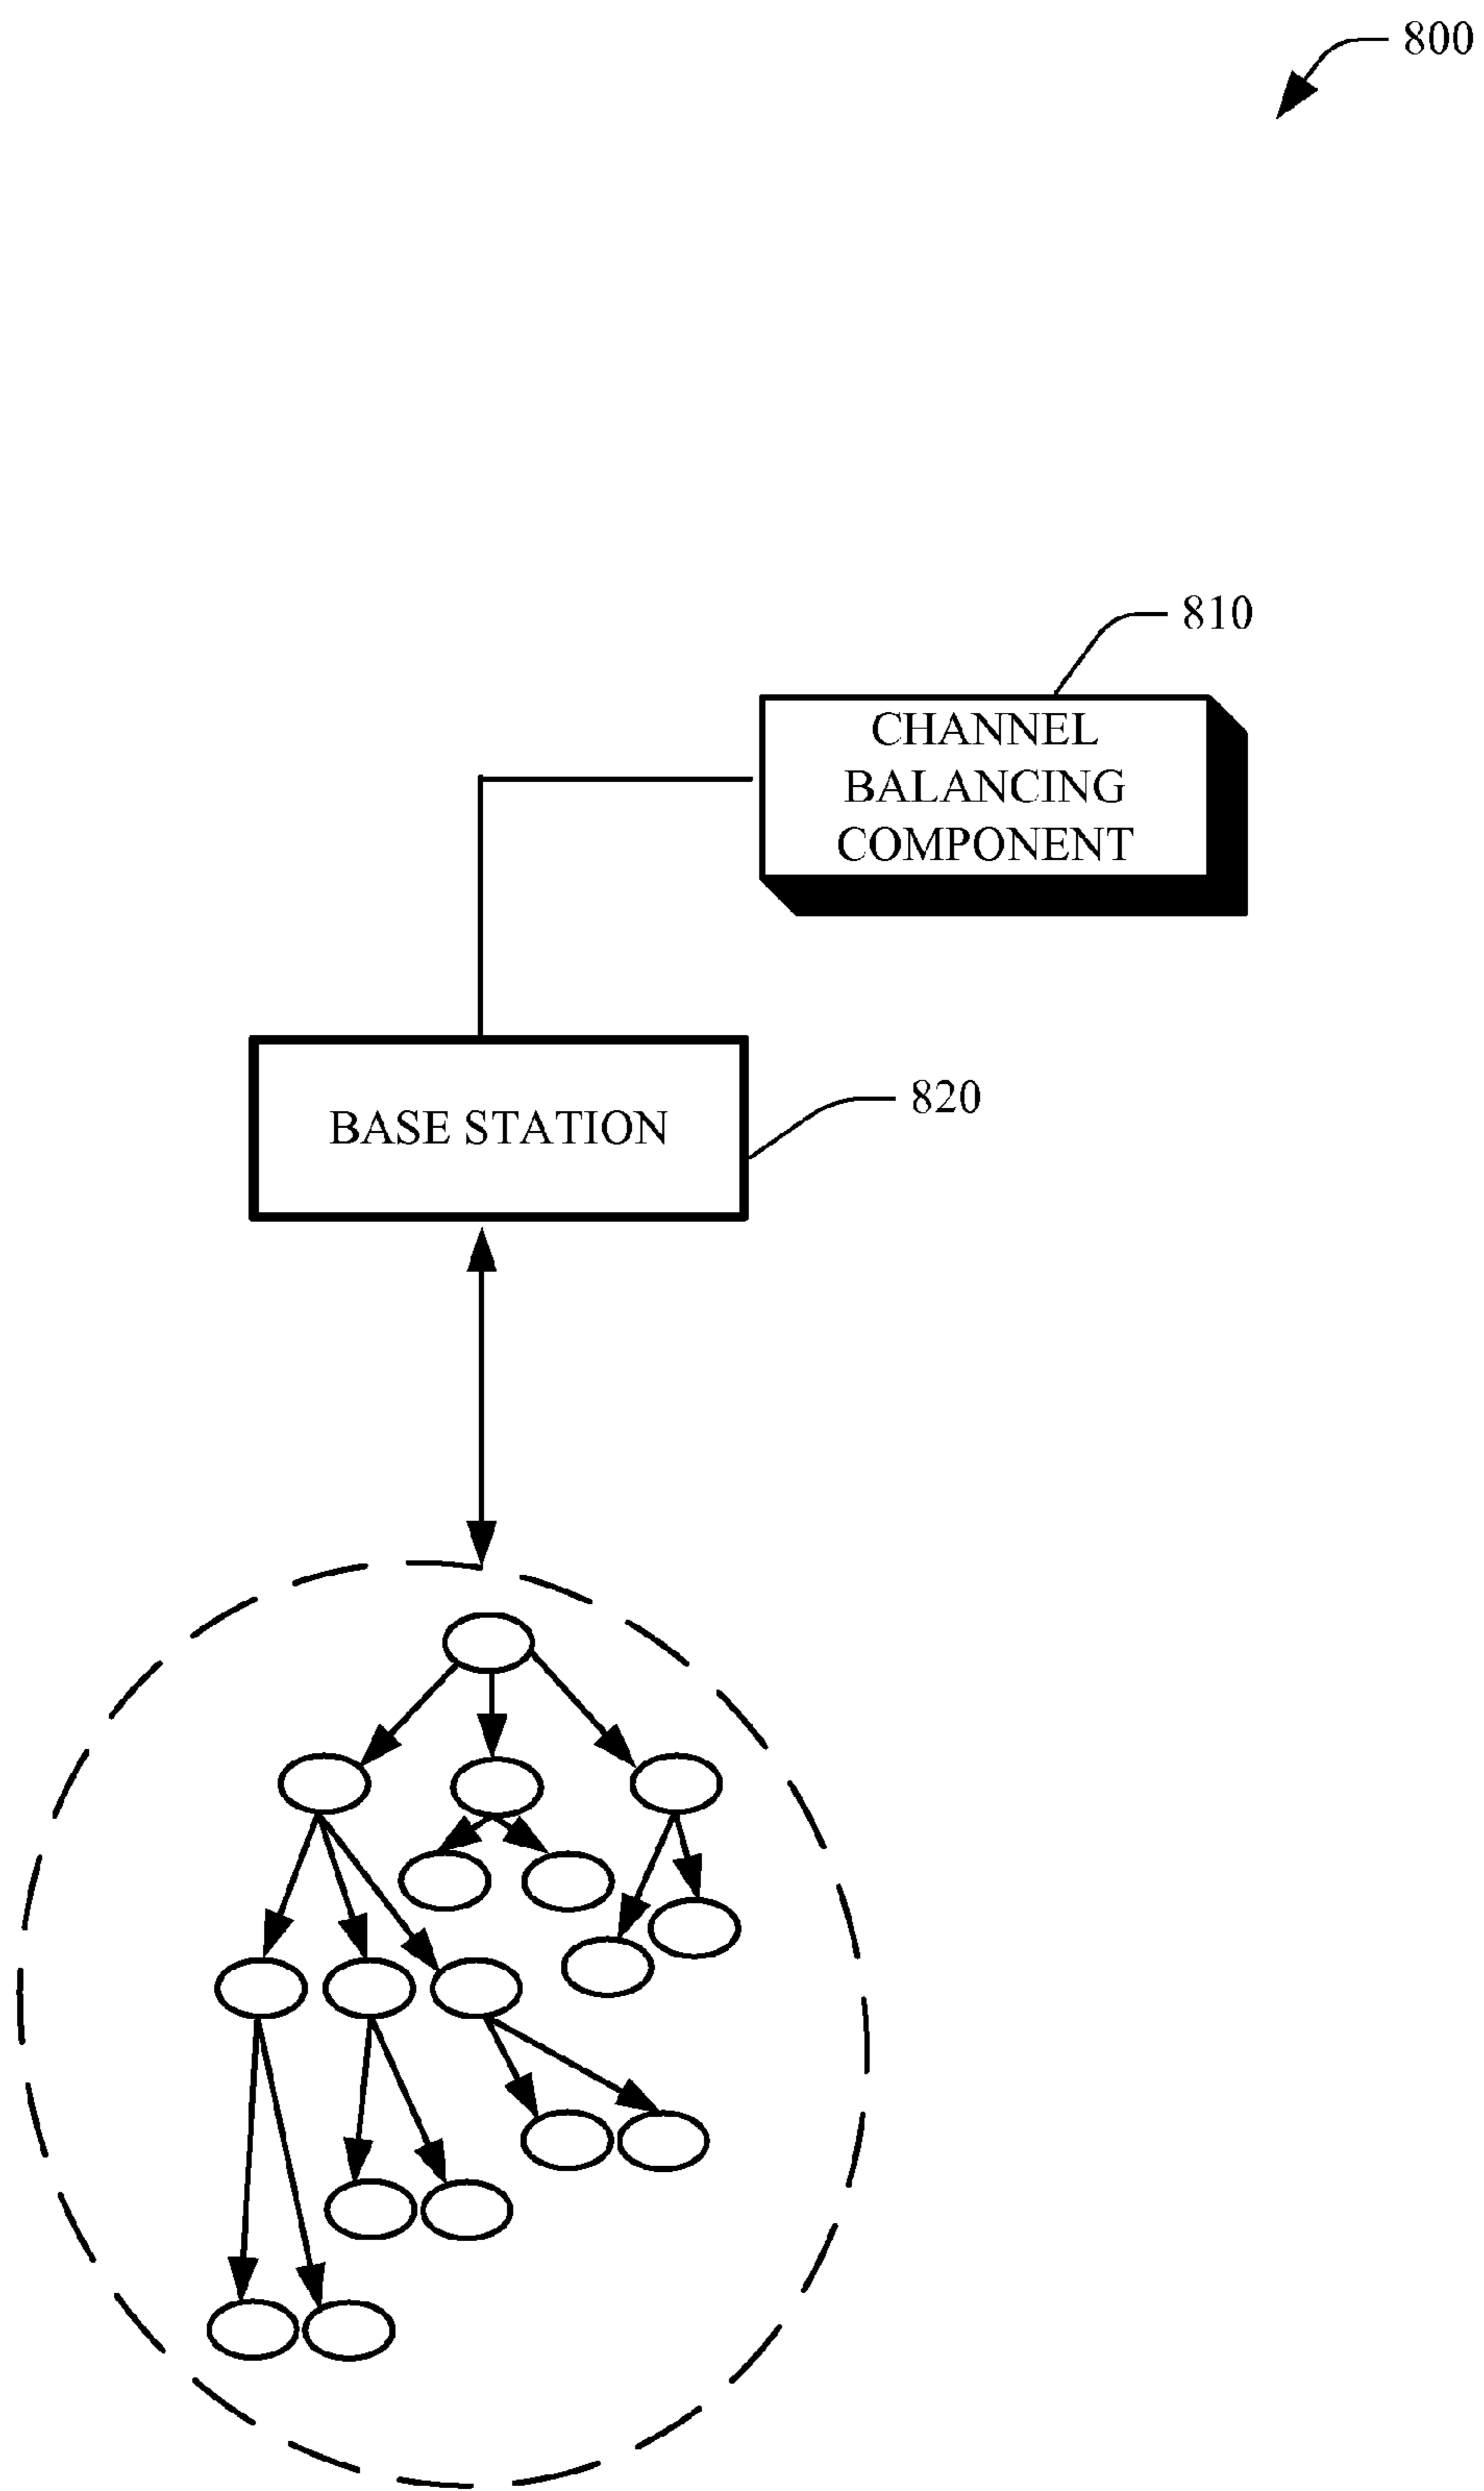 800
810
CHANNEL
BALANCING
COMPONENT
BASE STATION
820